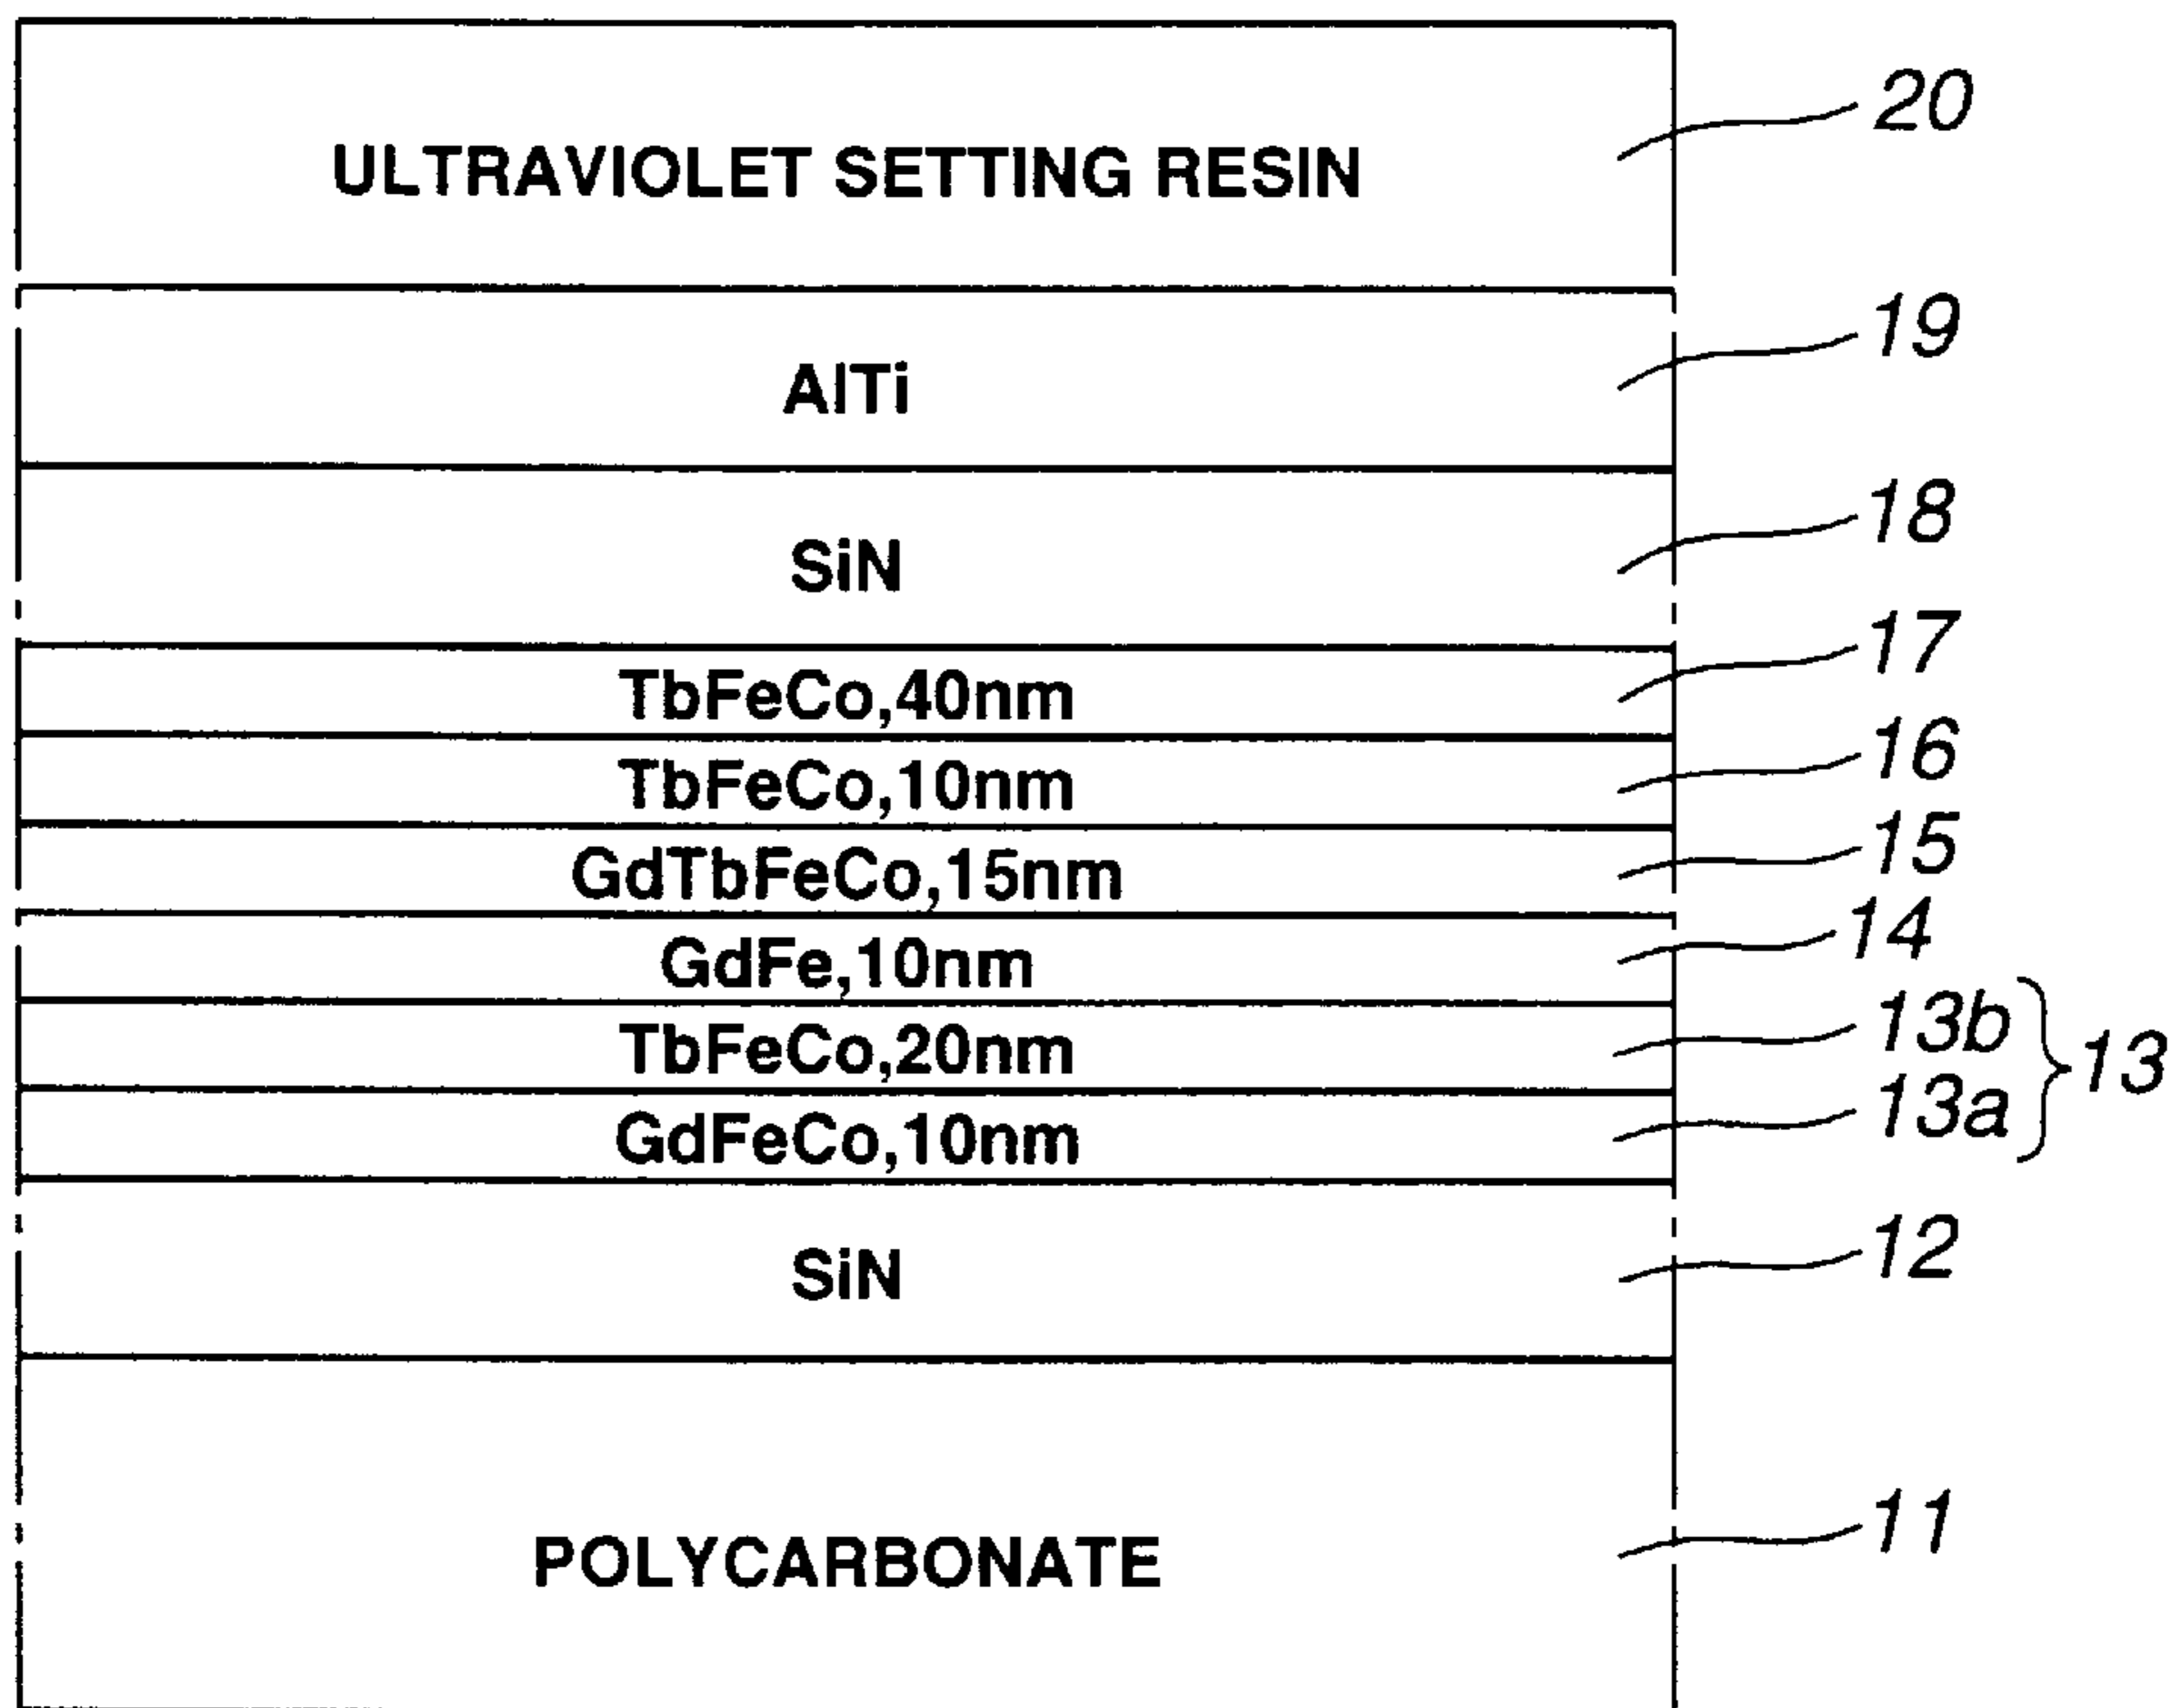 ULTRAVIOLET SETTING RESIN 20
AlTi 19
SiN 18
TbFeCo,40nm 17
TbFeCo,10nm 16
GdTbFeCo,15nm 15
GdFe,10nm 14
TbFeCo,20nm 13b
13
GdFeCo,10nm 13a
SiN 12
POLYCARBONATE 11